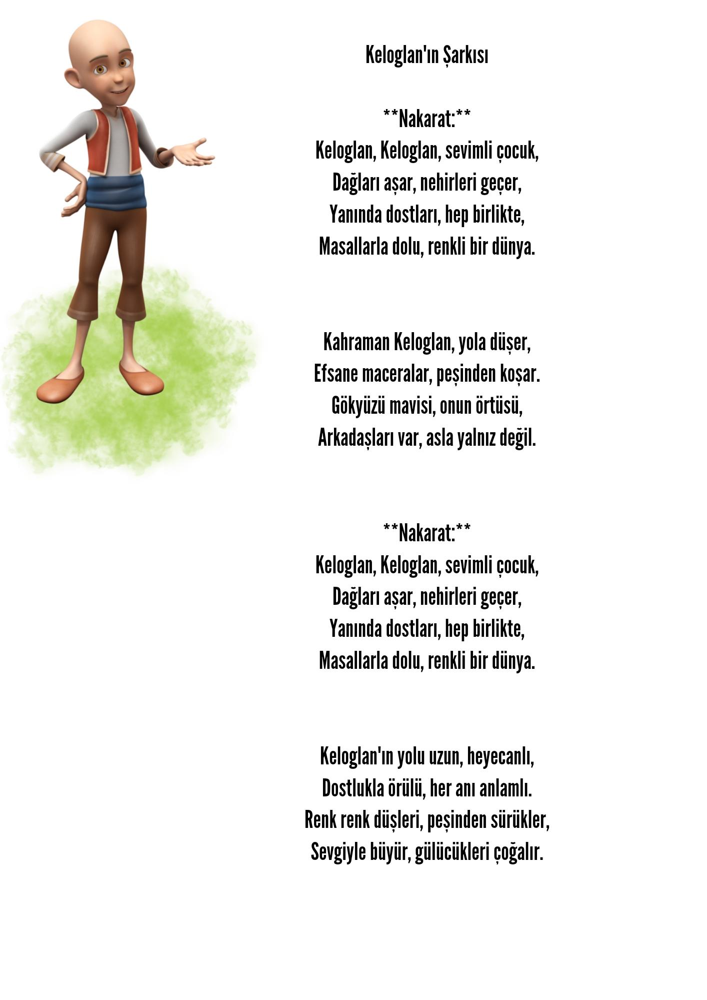 Keloglan'ın Şarkısı
**Nakarat:**
Keloglan, Keloglan, sevimli çocuk,
Dağları aşar, nehirleri geçer,
Yanında dostları, hep birlikte,
Masallarla dolu, renkli bir dünya.
Kahraman Keloglan, yola düşer,
Efsane maceralar, peşinden koşar.
Gökyüzü mavisi, onun örtüsü,
Arkadaşları var, asla yalnız değil.
**Nakarat:**
Keloglan, Keloglan, sevimli çocuk,
Dağları aşar, nehirleri geçer,
Yanında dostları, hep birlikte,
Masallarla dolu, renkli bir dünya.
Keloglan'ın yolu uzun, heyecanlı,
Dostlukla örülü, her anı anlamlı.
Renk renk düşleri, peşinden sürükler,
Sevgiyle büyür, gülücükleri çoğalır.